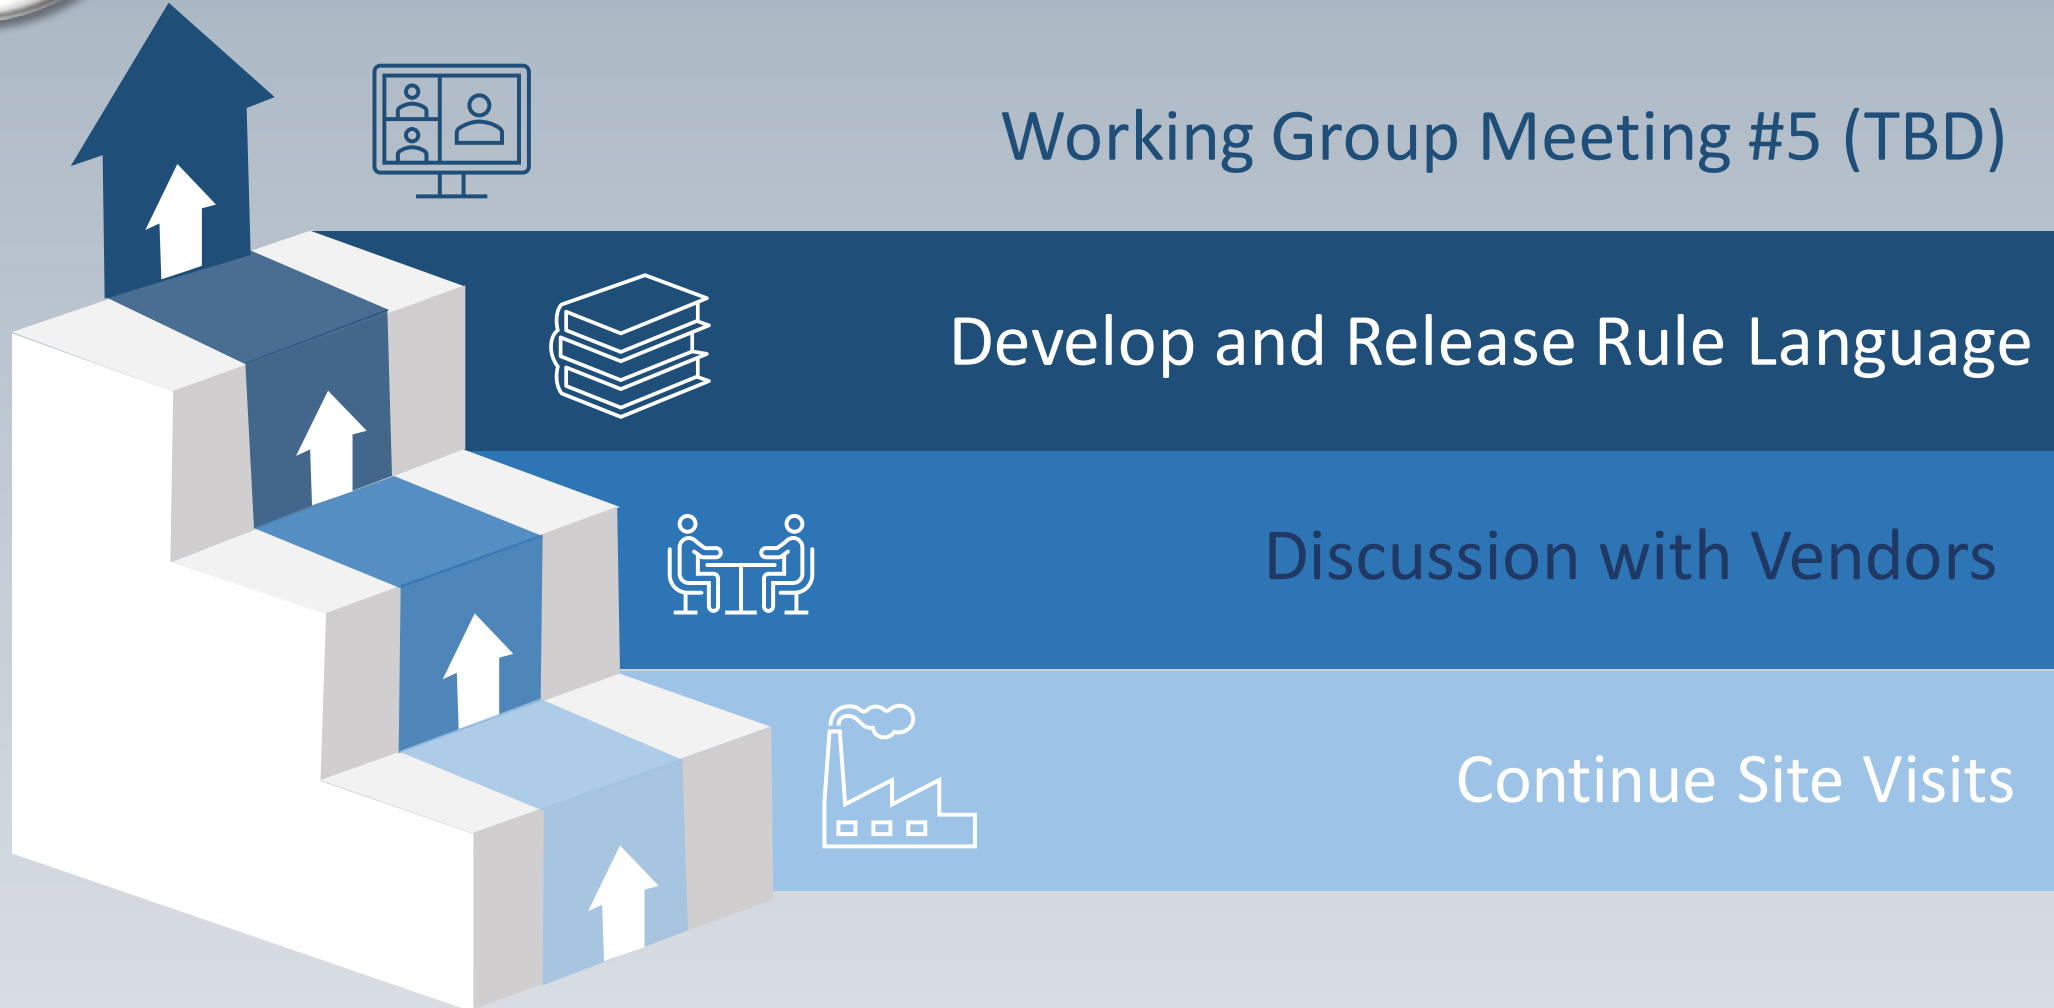 Working Group Meeting #5 (TBD)
Develop and Release Rule Language
Discussion with Vendors
Continue Site Visits